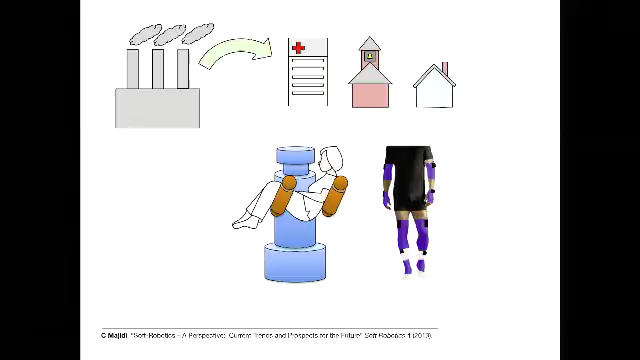 C Majidi "Soft-Robotics – A Perspective: Current Trends and Prospects for the Future" Soft Robotics 1 (2013).